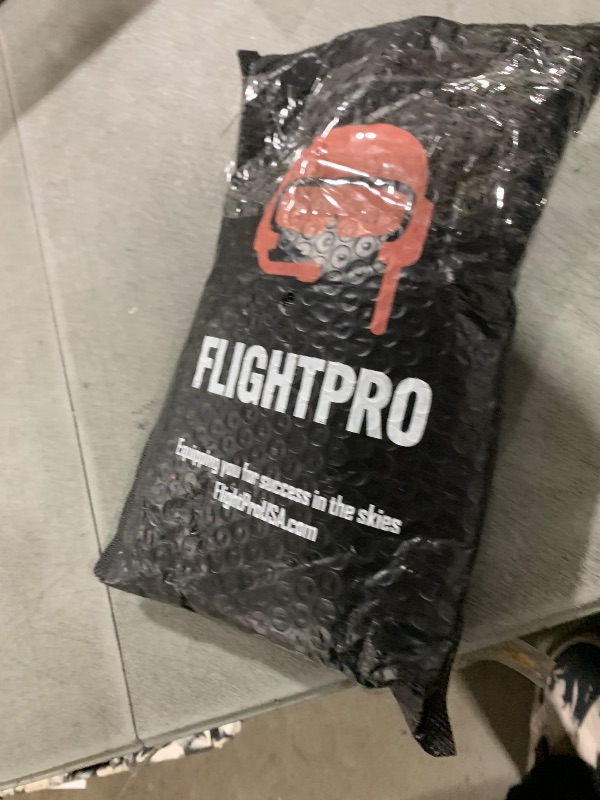 FLIGHTPRO
Equipping you for success in the skies
FlightProUSA.com